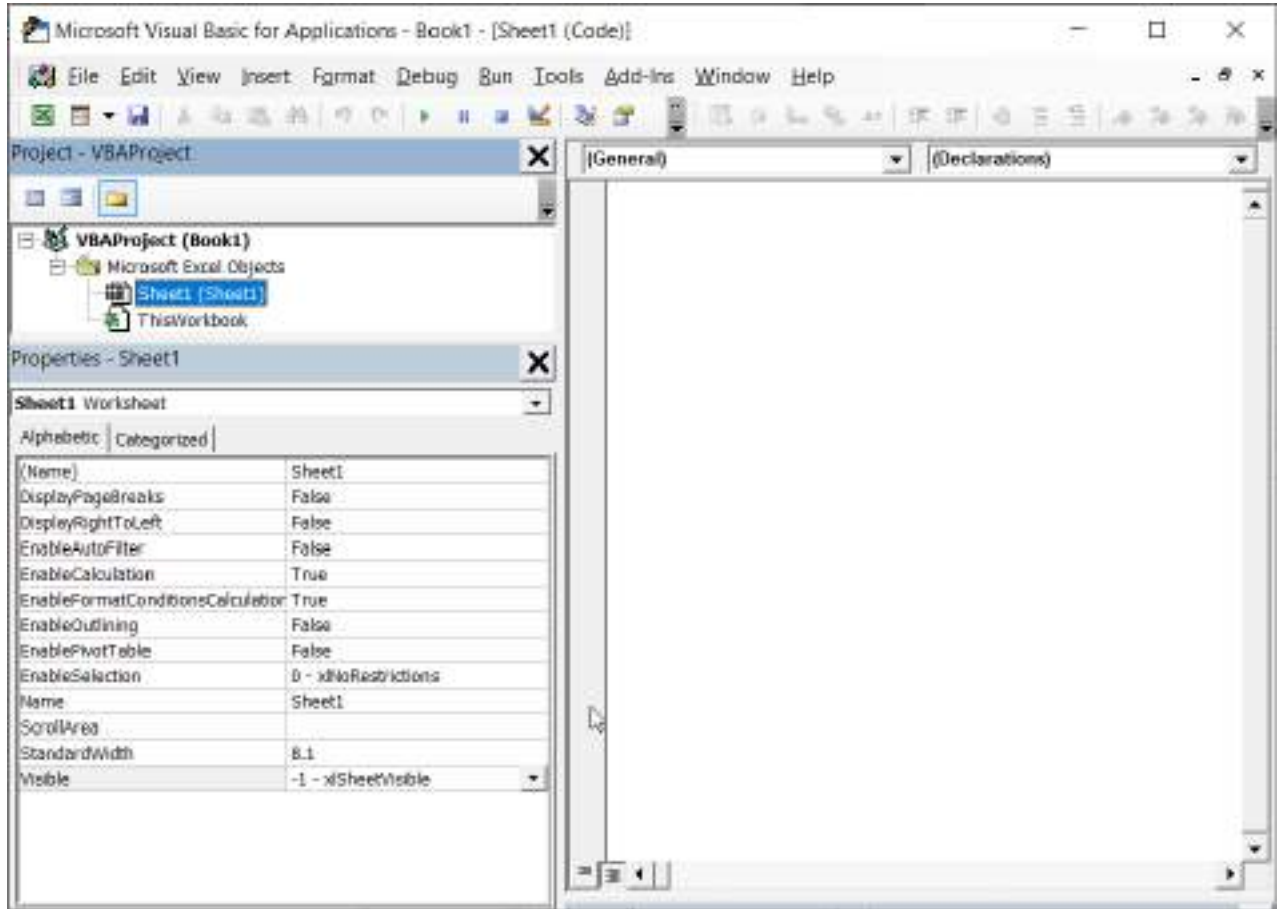 Microsoft Visual Basic for Applications - Book1 - [Sheet1 (Code)]
File Edit View Insert Format Debug Run Tools Add-Ins Window Help
Project - VBAProject
(General) (Declarations)
VBAProject (Book1)
Microsoft Excel Objects
Sheet1 (Sheet1)
ThisWorkbook
Properties - Sheet1
Sheet1 Worksheet
Alphabetic Categorized
(Name) Sheet1
DisplayPageBreaks False
DisplayRightToLeft False
EnableAutoFilter False
EnableCalculation True
EnableFormatConditionsCalculation True
EnableOutlining False
EnablePivotTable False
EnableSelection 0 - xlNoRestrictions
Name Sheet1
ScrollArea
StandardWidth 8.1
Visible -1 - xlSheetVisible